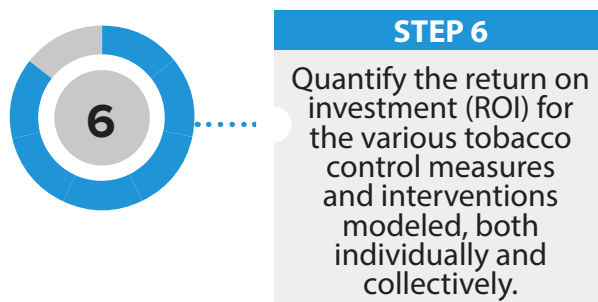 6
STEP 6
Quantify the return on
investment (ROI) for
the various tobacco
control measures
and interventions
modeled, both
individually and
collectively.